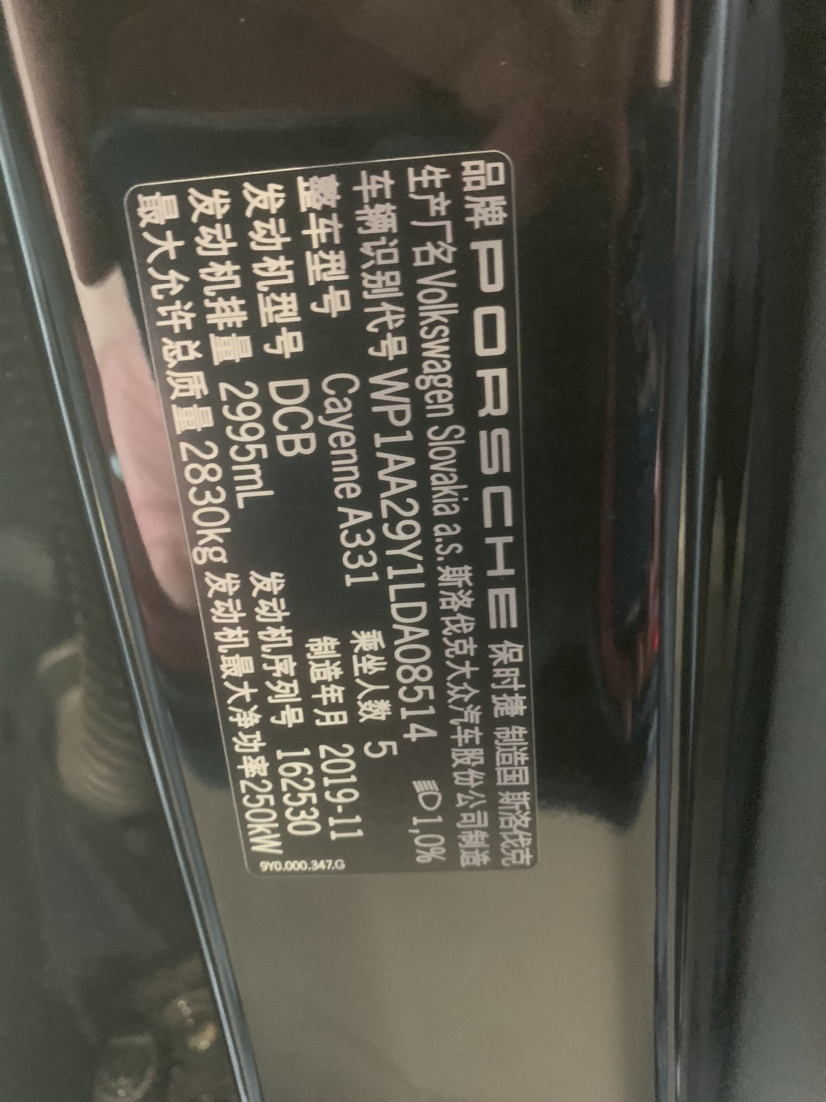 品牌 PORSCHE 保时捷 制造国 斯洛伐克
生产厂名 Volkswagen Slovakia a.s. 斯洛伐克大众汽车股份公司制造
车辆识别代号 WP1AA29Y1LDA08514 1,0%
整车型号 Cayenne A331 乘坐人数 5
发动机型号 DCB 制造年月 2019-11
发动机排量 2995mL 发动机序列号 162530
最大允许总质量 2830kg 发动机最大净功率250kW
9Y0.000.347.G